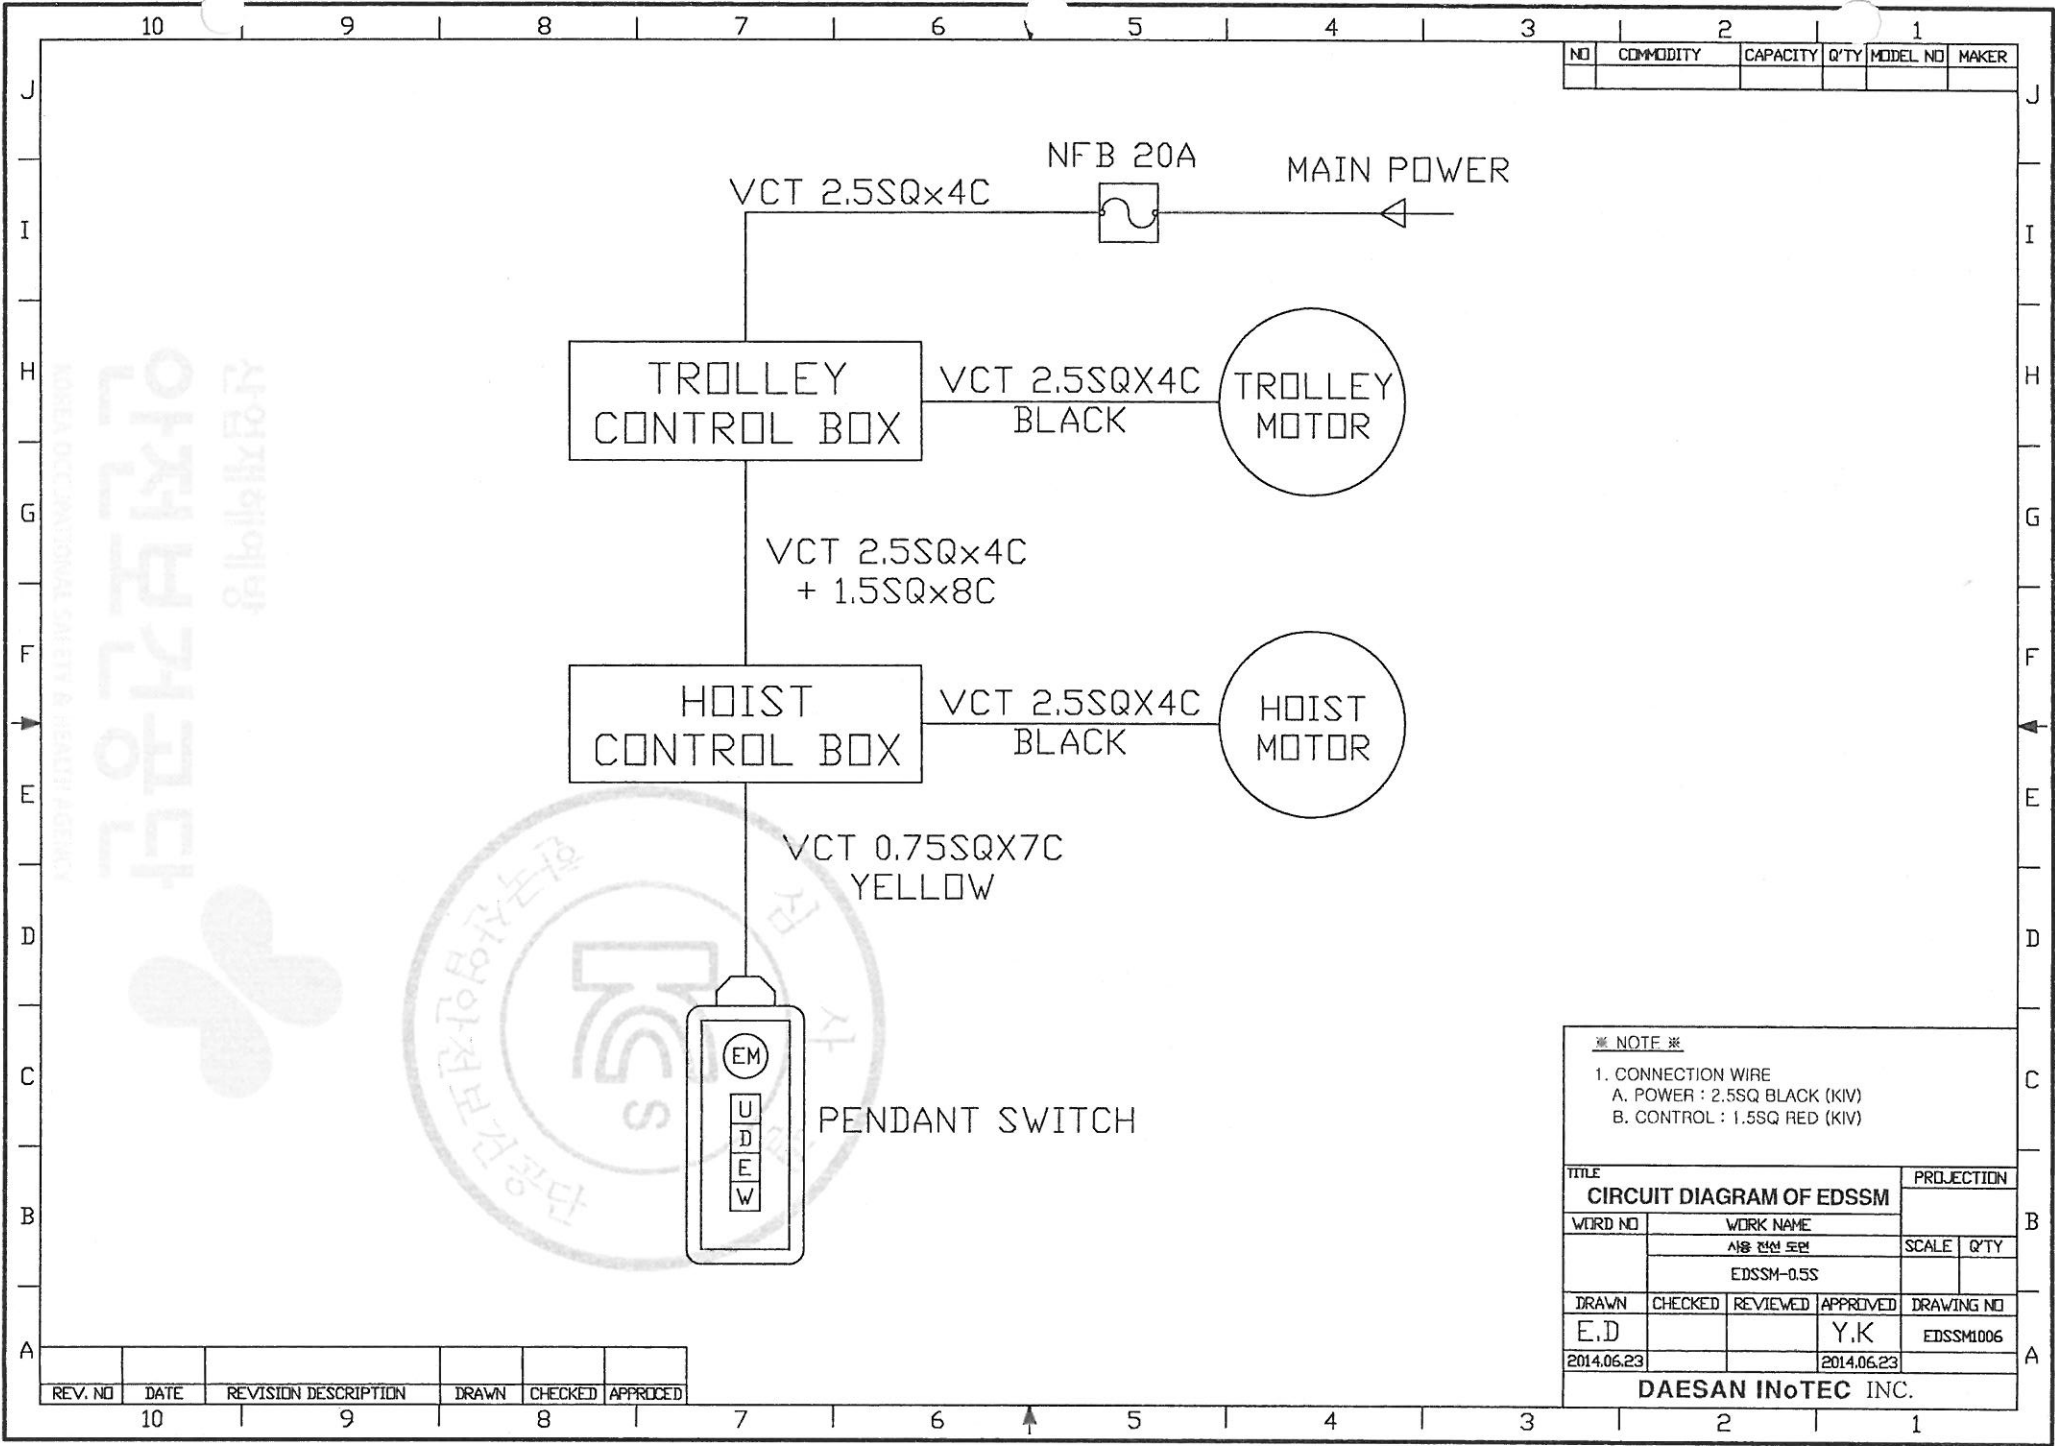 10 9 8 7 6 5 4 3 2 1
NO COMMODITY CAPACITY Q'TY MODEL NO MAKER
J J
NFB 20A
MAIN POWER
VCT 2.5SQx4C
I I
TROLLEY
CONTROL BOX
VCT 2.5SQX4C
BLACK
TROLLEY
MOTOR
H H
G G
VCT 2.5SQx4C
+ 1.5SQx8C
F F
HOIST
CONTROL BOX
VCT 2.5SQX4C
BLACK
HOIST
MOTOR
E E
VCT 0.75SQX7C
YELLOW
D D
EM
U
D
E
W
PENDANT SWITCH
C C
※ NOTE ※
1. CONNECTION WIRE
A. POWER : 2.5SQ BLACK (KIV)
B. CONTROL : 1.5SQ RED (KIV)
TITLE
CIRCUIT DIAGRAM OF EDSSM
PROJECTION
WORD NO WORK NAME
사용 전선 도면
SCALE Q'TY
EDSSM-0.5S
B B
DRAWN CHECKED REVIEWED APPROVED DRAWING NO
E.D Y.K EDSSM1006
2014.06.23 2014.06.23
A A
DAESAN INoTEC INC.
REV. NO DATE REVISION DESCRIPTION DRAWN CHECKED APPROCED
10 9 8 7 6 5 4 3 2 1